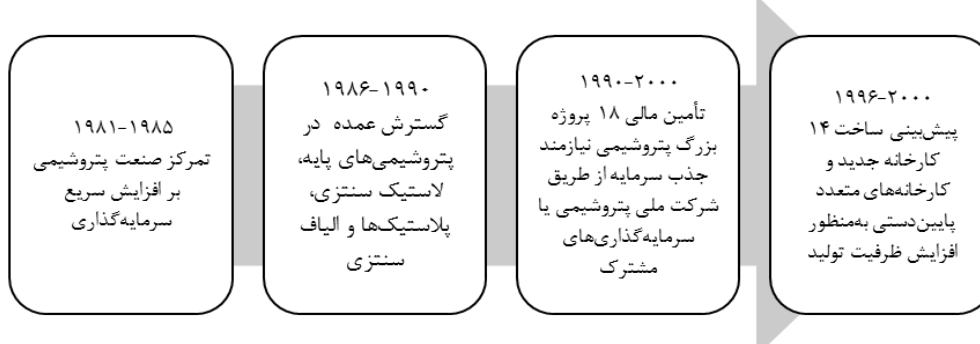 ۱۹۸۱-۱۹۸۵
تمرکز صنعت پتروشیمی
بر افزایش سریع
سرمایه‌گذاری
۱۹۸۶-۱۹۹۰
گسترش عمده در
پتروشیمی‌های پایه،
لاستیک سنتزی،
پلاستیک‌ها و الیاف
سنتزی
۱۹۹۰-۲۰۰۰
تأمین مالی ۱۸ پروژه
بزرگ پتروشیمی نیازمند
جذب سرمایه از طریق
شرکت ملی پتروشیمی یا
سرمایه‌گذاری‌های
مشترک
۱۹۹۶-۲۰۰۰
پیش‌بینی ساخت ۱۴
کارخانه جدید و
کارخانه‌های متعدد
پایین‌دستی به‌منظور
افزایش ظرفیت تولید